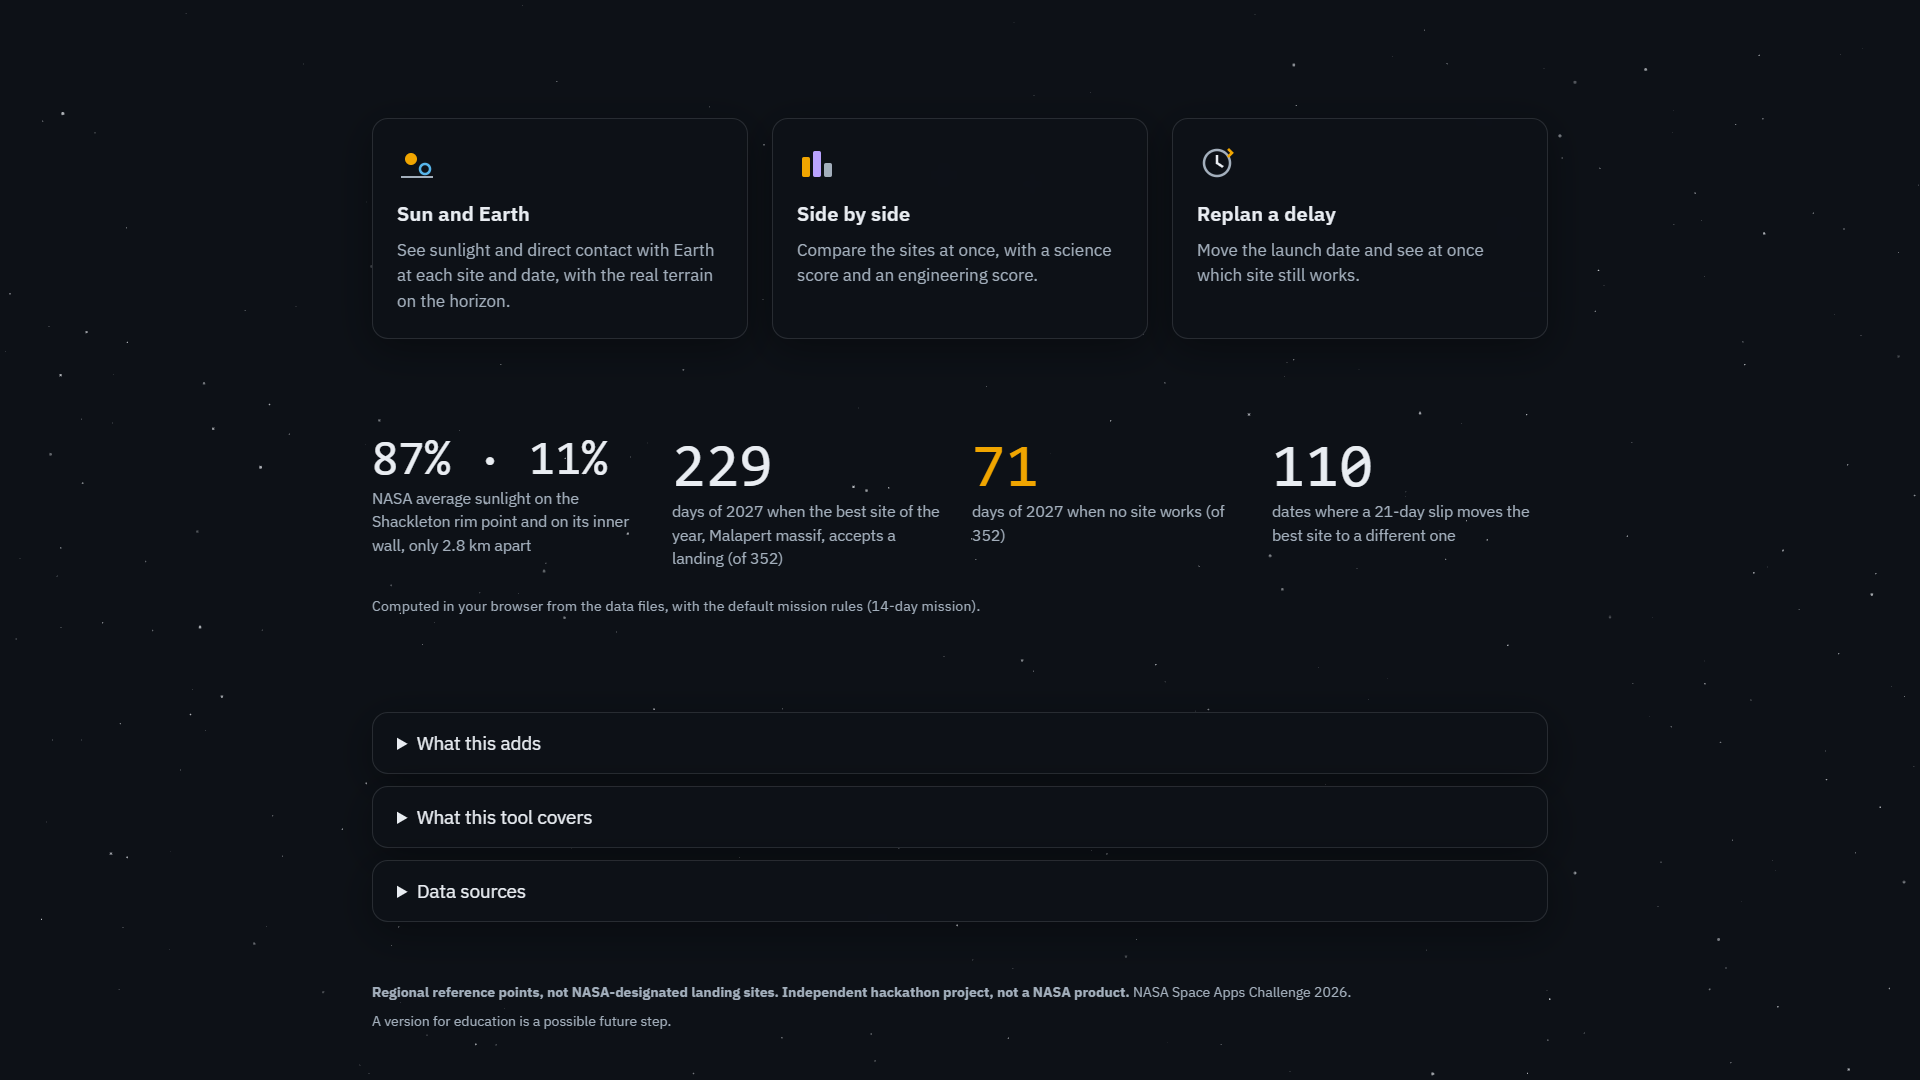 Sun and Earth
See sunlight and direct contact with Earth
at each site and date, with the real terrain
on the horizon.
Side by side
Compare the sites at once, with a science
score and an engineering score.
Replan a delay
Move the launch date and see at once
which site still works.
87% · 11%
NASA average sunlight on the
Shackleton rim point and on its inner
wall, only 2.8 km apart
229
days of 2027 when the best site of the
year, Malapert massif, accepts a
landing (of 352)
71
days of 2027 when no site works (of
352)
110
dates where a 21-day slip moves the
best site to a different one
Computed in your browser from the data files, with the default mission rules (14-day mission).
What this adds
What this tool covers
Data sources
Regional reference points, not NASA-designated landing sites. Independent hackathon project, not a NASA product. NASA Space Apps Challenge 2026.
A version for education is a possible future step.